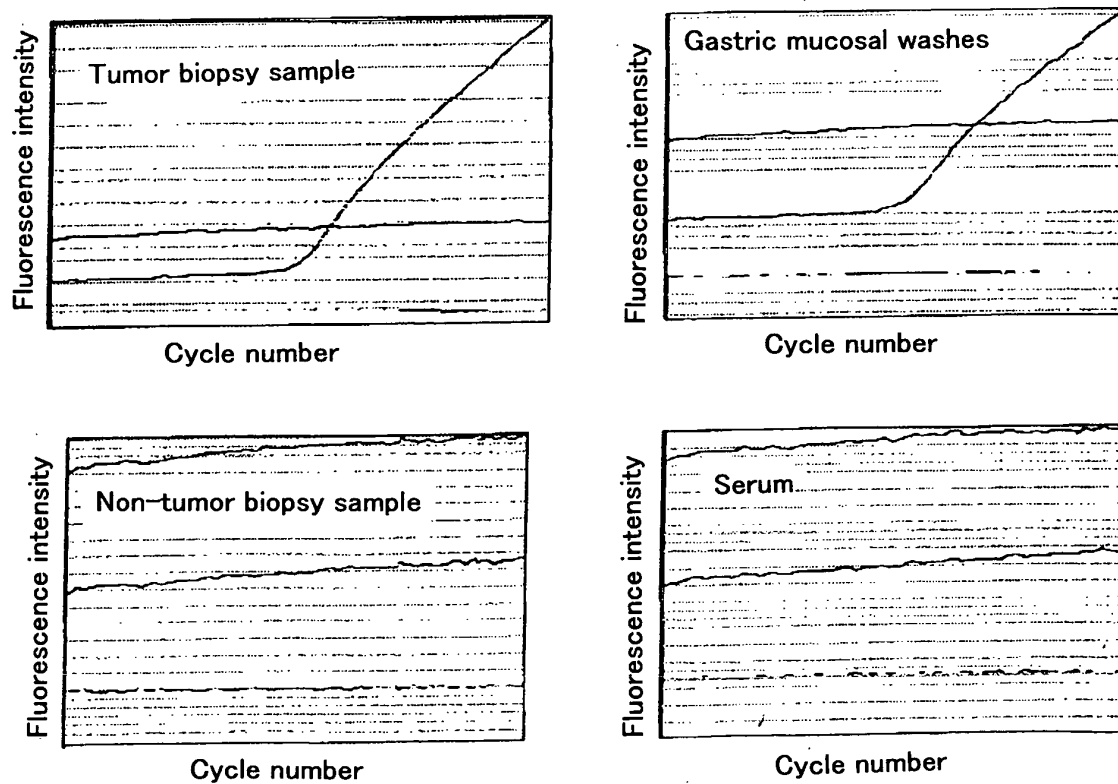 Fluorescence intensity
Tumor biopsy sample
Cycle number
Fluorescence intensity
Gastric mucosal washes
Cycle number
Fluorescence intensity
Non-tumor biopsy sample
Cycle number
Fluorescence intensity
Serum
Cycle number